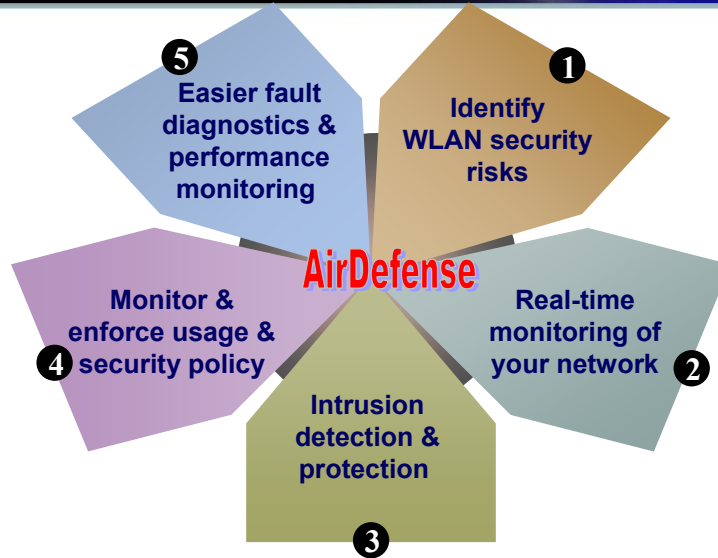 1
Identify
WLAN security
risks
2
Real-time
monitoring of
your network
3
Intrusion
detection &
protection
4
Monitor &
enforce usage &
security policy
5
Easier fault
diagnostics &
performance
monitoring
AirDefense